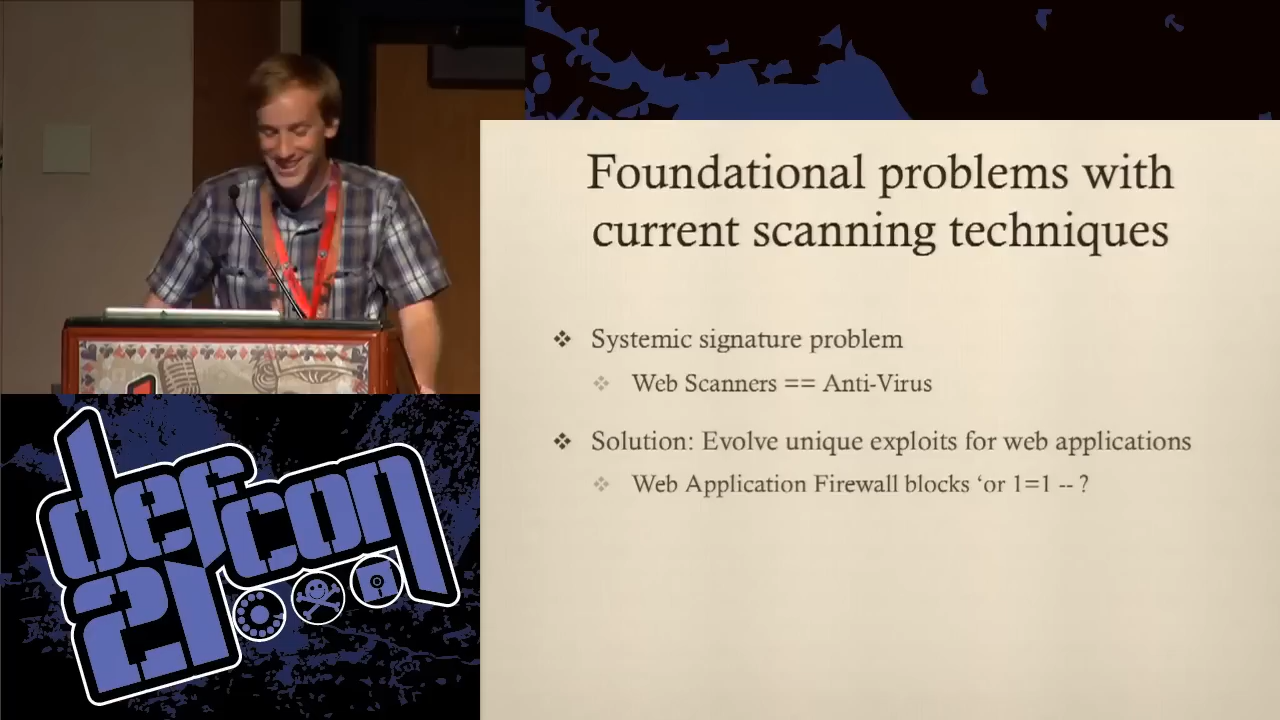 Foundational problems with
current scanning techniques
❖ Systemic signature problem
❖ Web Scanners == Anti-Virus
❖ Solution: Evolve unique exploits for web applications
❖ Web Application Firewall blocks ‘or 1=1 -- ?
defcon
21